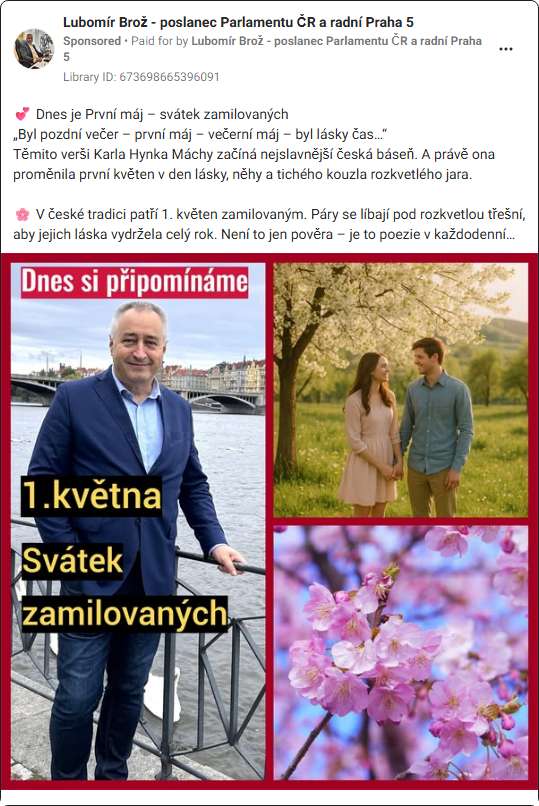 Lubomír Brož - poslanec Parlamentu ČR a radní Praha 5
Sponsored • Paid for by Lubomír Brož - poslanec Parlamentu ČR a radní Praha
5
Library ID: 673698665396091
💕 Dnes je První máj – svátek zamilovaných
„Byl pozdní večer – první máj – večerní máj – byl lásky čas…“
Těmito verši Karla Hynka Máchy začíná nejslavnější česká báseň. A právě ona
proměnila první květen v den lásky, něhy a tichého kouzla rozkvetlého jara.
🌸 V české tradici patří 1. květen zamilovaným. Páry se líbají pod rozkvetlou třešní,
aby jejich láska vydržela celý rok. Není to jen pověra – je to poezie v každodenní…
Dnes si připomínáme
1.května
Svátek
zamilovaných